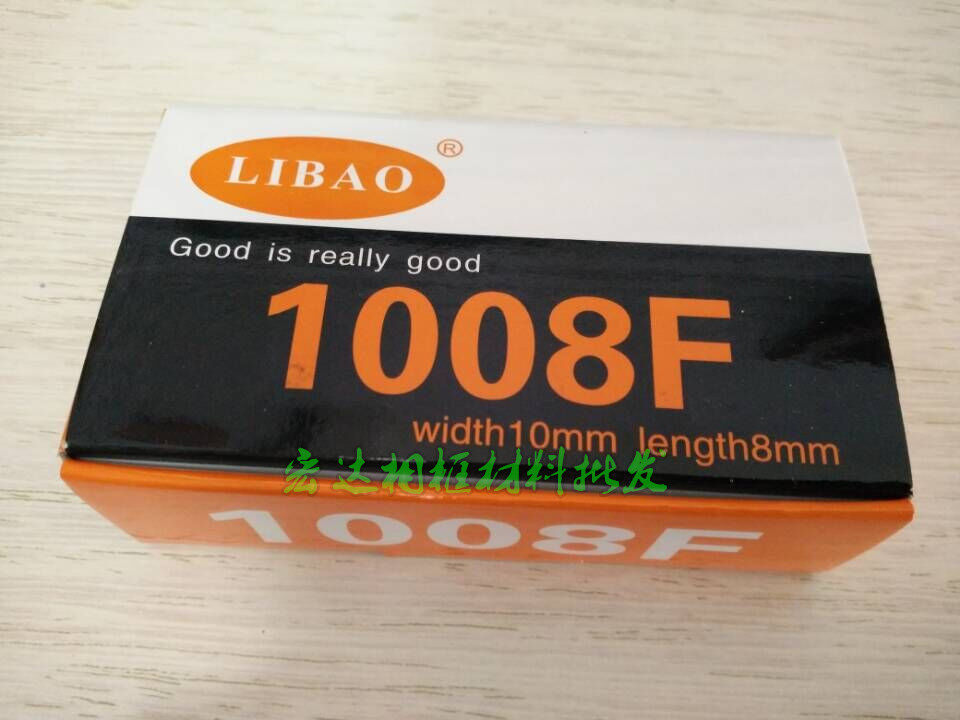 LIBAO ®
Good is really good
1008F
width10mm length8mm
宏达相框材料批发
1008F